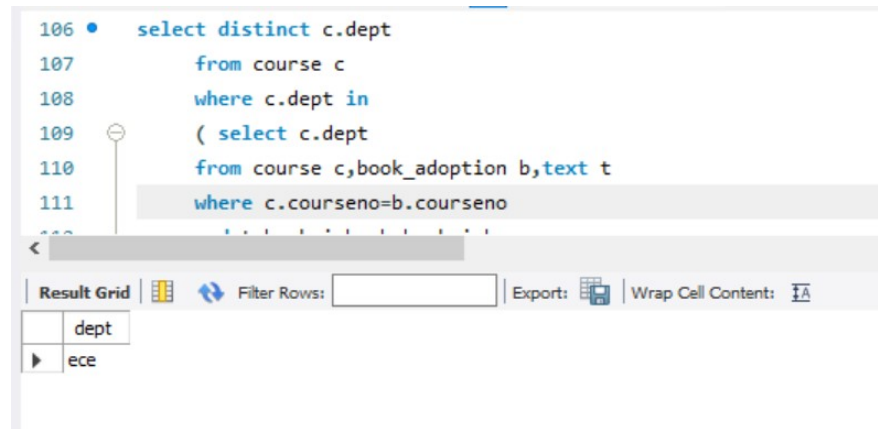 106 select distinct c.dept
107 from course c
108 where c.dept in
109 ( select c.dept
110 from course c,book_adoption b,text t
111 where c.courseno=b.courseno
Result Grid Filter Rows: Export: Wrap Cell Content: IA
dept
ece